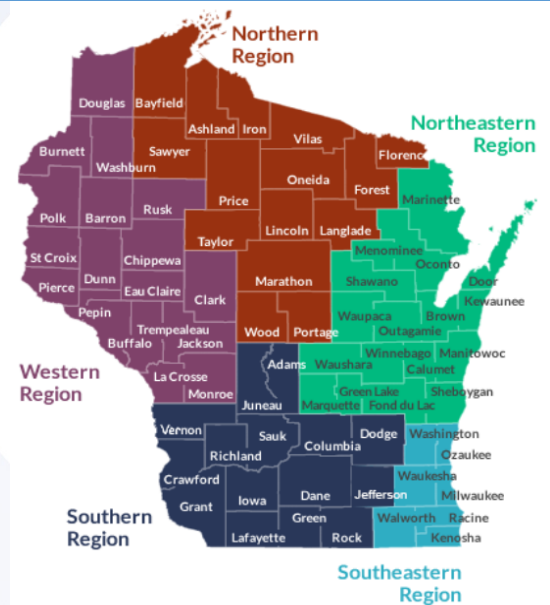 Northern
Region
Douglas
Bayfield
Ashland
Iron
Vilas
Northeastern
Region
Burnett
Washburn
Sawyer
Florence
Price
Oneida
Forest
Marinette
Polk
Barron
Rusk
Lincoln
Langlade
Taylor
Menominee
St Croix
Chippewa
Oconto
Pierce
Dunn
Eau Claire
Clark
Marathon
Shawano
Door
Kewaunee
Pepin
Waupaca
Brown
Trempealeau
Wood
Portage
Outagamie
Buffalo
Jackson
Western
Region
Adams
Waushara
Winnebago
Manitowoc
Calumet
La Crosse
Monroe
Juneau
Green Lake
Sheboygan
Marquette
Fond du Lac
Vernon
Sauk
Columbia
Dodge
Washington
Richland
Ozaukee
Crawford
Waukesha
Grant
Iowa
Dane
Jefferson
Milwaukee
Southern
Region
Green
Walworth
Racine
Lafayette
Rock
Kenosha
Southeastern
Region